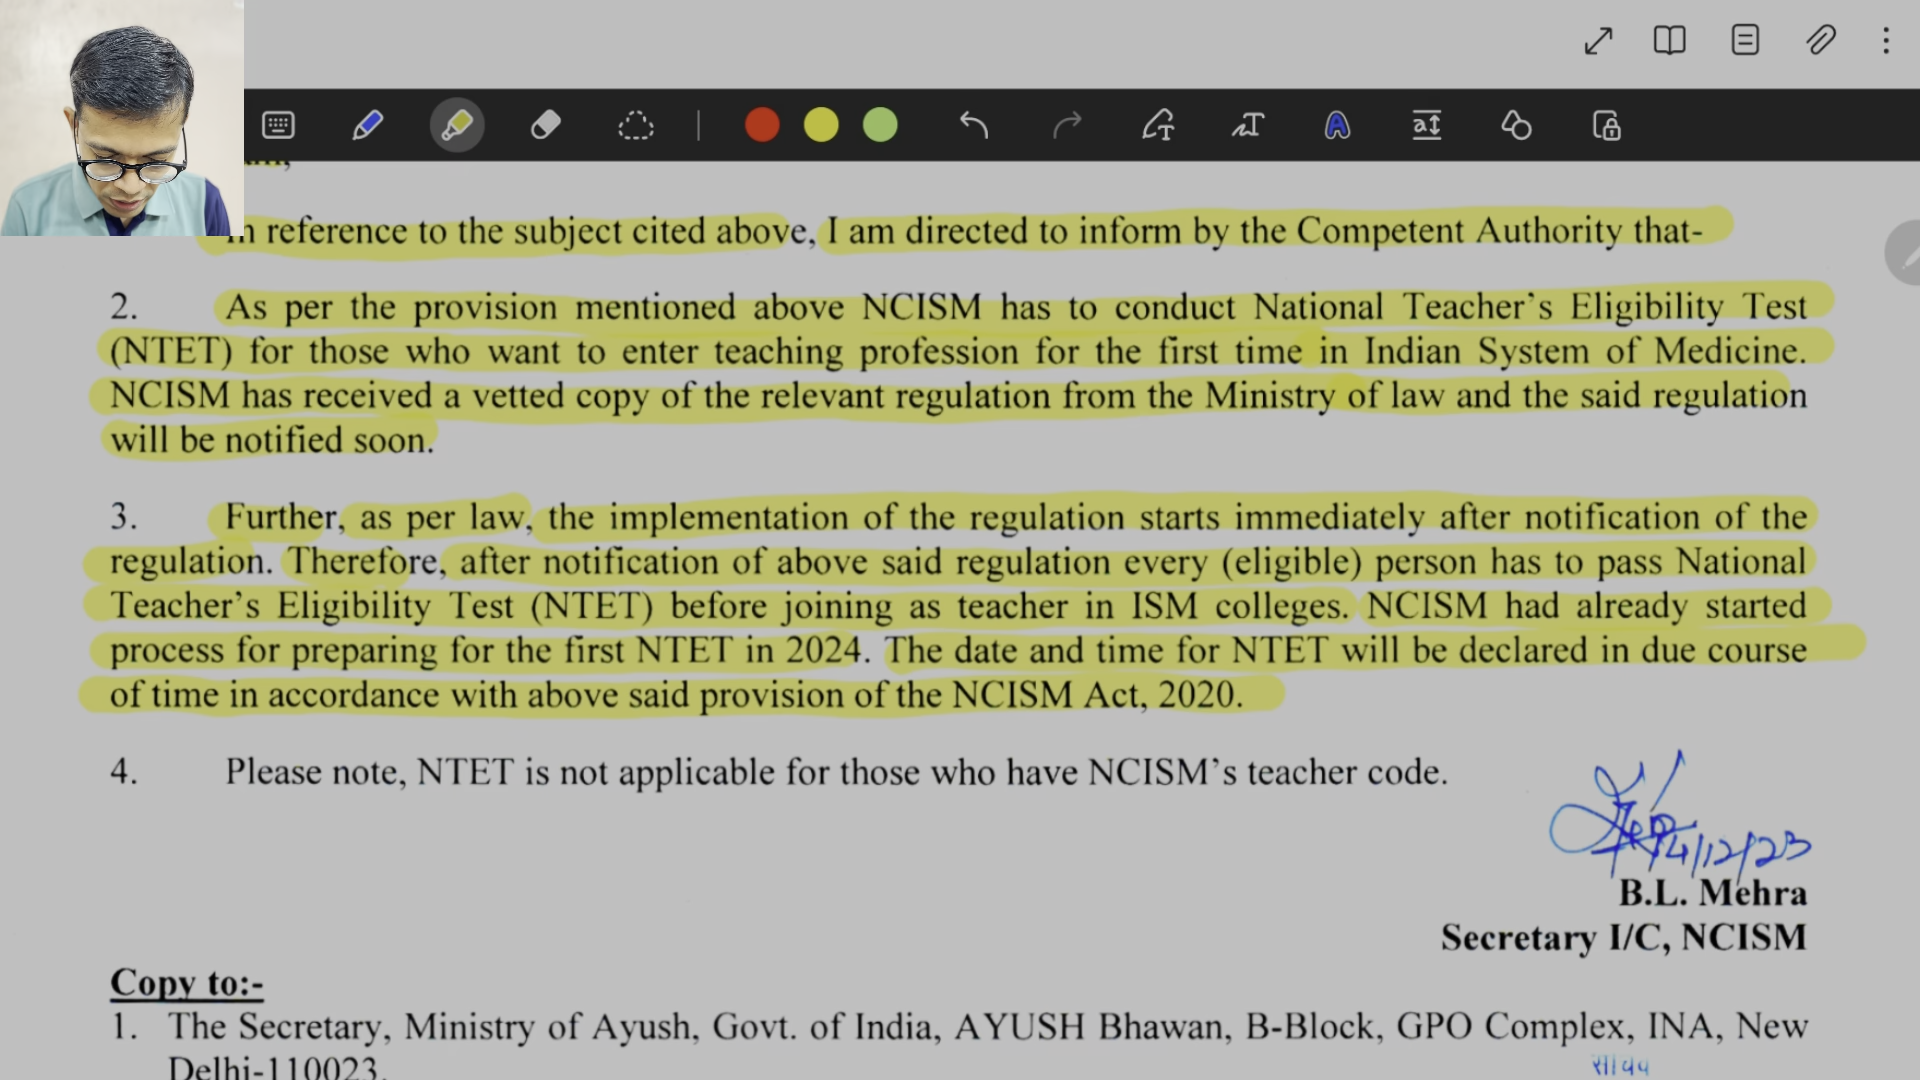 In reference to the subject cited above, I am directed to inform by the Competent Authority that-
2. As per the provision mentioned above NCISM has to conduct National Teacher's Eligibility Test
(NTET) for those who want to enter teaching profession for the first time in Indian System of Medicine.
NCISM has received a vetted copy of the relevant regulation from the Ministry of law and the said regulation
will be notified soon.
3. Further, as per law, the implementation of the regulation starts immediately after notification of the
regulation. Therefore, after notification of above said regulation every (eligible) person has to pass National
Teacher's Eligibility Test (NTET) before joining as teacher in ISM colleges. NCISM had already started
process for preparing for the first NTET in 2024. The date and time for NTET will be declared in due course
of time in accordance with above said provision of the NCISM Act, 2020.
4. Please note, NTET is not applicable for those who have NCISM's teacher code.
4/12/23
B.L. Mehra
Secretary I/C, NCISM
Copy to:-
1. The Secretary, Ministry of Ayush, Govt. of India, AYUSH Bhawan, B-Block, GPO Complex, INA, New
Delhi-110023.